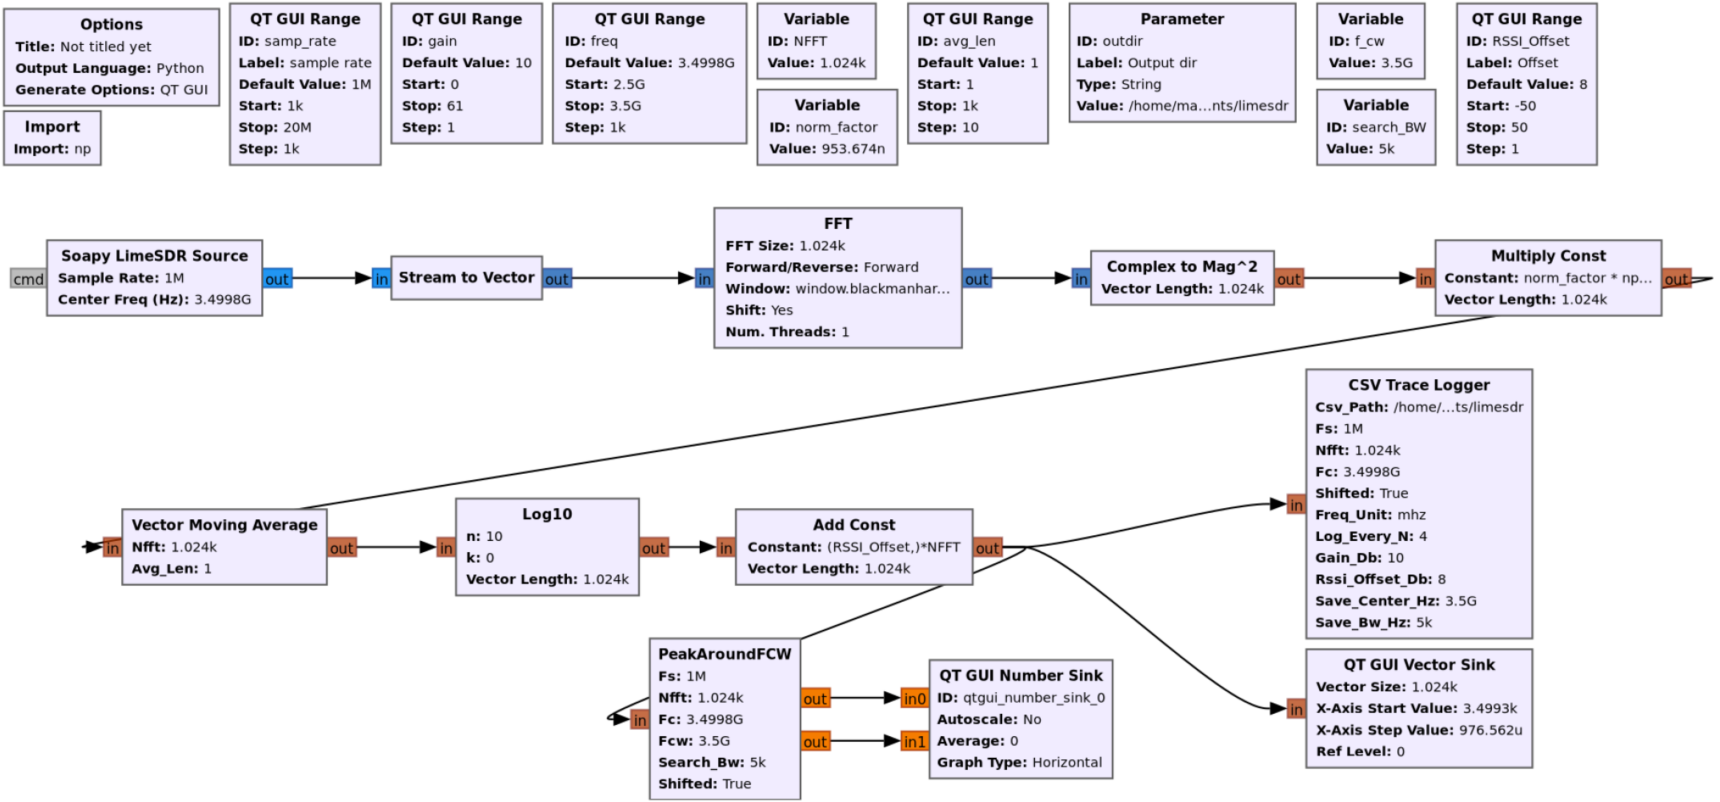 Options
Title: Not titled yet
Output Language: Python
Generate Options: QT GUI
Import
Import: np
QT GUI Range
ID: samp_rate
Label: sample rate
Default Value: 1M
Start: 1k
Stop: 20M
Step: 1k
QT GUI Range
ID: gain
Default Value: 10
Start: 0
Stop: 61
Step: 1
QT GUI Range
ID: freq
Default Value: 3.4998G
Start: 2.5G
Stop: 3.5G
Step: 1k
Variable
ID: NFFT
Value: 1.024k
Variable
ID: norm_factor
Value: 953.674n
QT GUI Range
ID: avg_len
Default Value: 1
Start: 1
Stop: 1k
Step: 10
Parameter
ID: outdir
Label: Output dir
Type: String
Value: /home/ma...nts/limesdr
Variable
ID: f_cw
Value: 3.5G
Variable
ID: search_BW
Value: 5k
QT GUI Range
ID: RSSI_Offset
Label: Offset
Default Value: 8
Start: -50
Stop: 50
Step: 1
cmd
Soapy LimeSDR Source
Sample Rate: 1M
Center Freq (Hz): 3.4998G
out
in
Stream to Vector
out
in
FFT
FFT Size: 1.024k
Forward/Reverse: Forward
Window: window.blackmanhar...
Shift: Yes
Num. Threads: 1
out
in
Complex to Mag^2
Vector Length: 1.024k
out
in
Multiply Const
Constant: norm_factor * np...
Vector Length: 1.024k
out
in
Vector Moving Average
Nfft: 1.024k
Avg_Len: 1
out
in
Log10
n: 10
k: 0
Vector Length: 1.024k
out
in
Add Const
Constant: (RSSI_Offset,)*NFFT
Vector Length: 1.024k
out
in
CSV Trace Logger
Csv_Path: /home/...ts/limesdr
Fs: 1M
Nfft: 1.024k
Fc: 3.4998G
Shifted: True
Freq_Unit: mhz
Log_Every_N: 4
Gain_Db: 10
Rssi_Offset_Db: 8
Save_Center_Hz: 3.5G
Save_Bw_Hz: 5k
in
PeakAroundFCW
Fs: 1M
Nfft: 1.024k
Fc: 3.4998G
Fcw: 3.5G
Search_Bw: 5k
Shifted: True
out
out
in0
in1
QT GUI Number Sink
ID: qtgui_number_sink_0
Autoscale: No
Average: 0
Graph Type: Horizontal
in
QT GUI Vector Sink
Vector Size: 1.024k
X-Axis Start Value: 3.4993k
X-Axis Step Value: 976.562u
Ref Level: 0